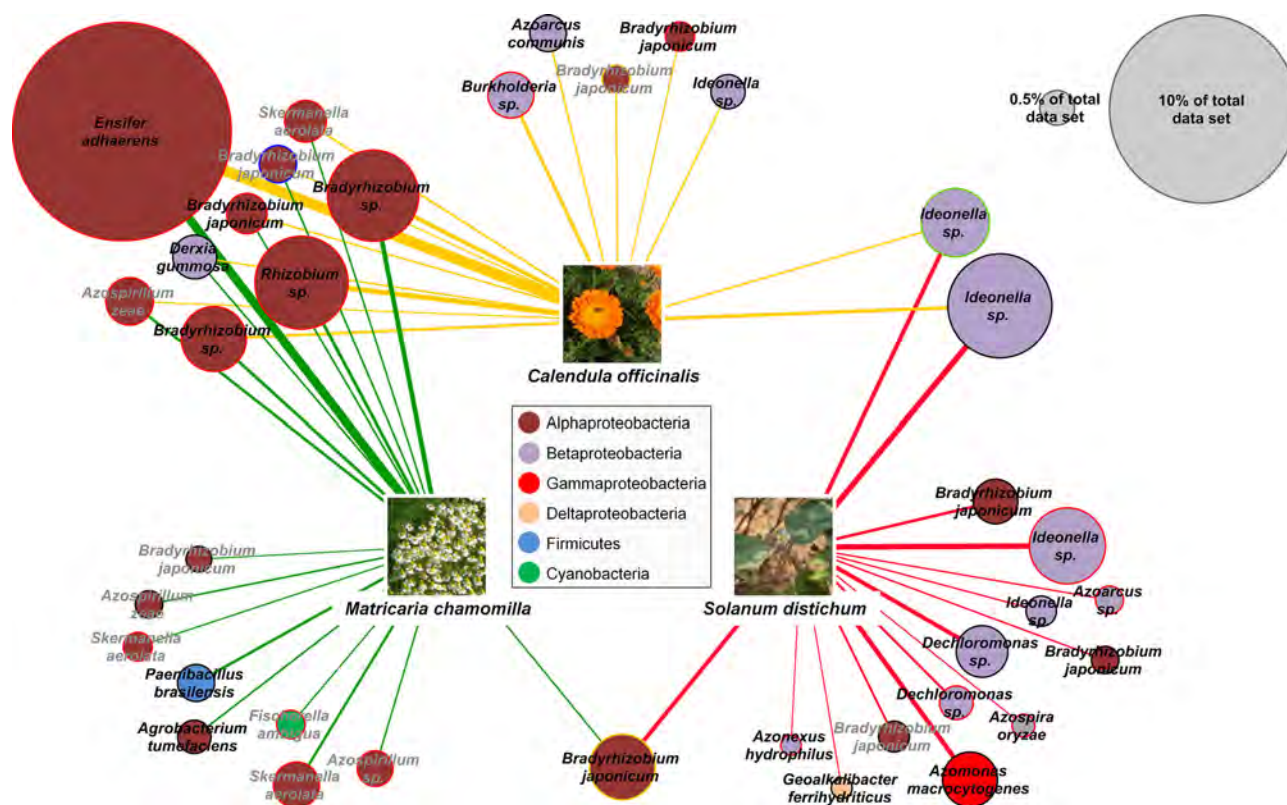 Azoarcus
communis
Bradyrhizobium
japonicum
Bradyrhizobium
japonicum
Burkholderia
sp.
Ideonella
sp.
0.5% of total
data set
10% of total
data set
Ensifer
adhaerens
Skermanella
aerolata
Bradyrhizobium
japonicum
Bradyrhizobium
sp.
Bradyrhizobium
japonicum
Derxia
gummosa
Rhizobium
sp.
Azospirillum
zeae
Bradyrhizobium
sp.
Ideonella
sp.
Ideonella
sp.
Calendula officinalis
Alphaproteobacteria
Betaproteobacteria
Gammaproteobacteria
Deltaproteobacteria
Firmicutes
Cyanobacteria
Matricaria chamomilla
Solanum distichum
Bradyrhizobium
japonicum
Azospirillum
zeae
Skermanella
aerolata
Paenibacillus
brasilensis
Agrobacterium
tumefaciens
Fischerella
ambigua
Skermanella
aerolata
Azospirillum
sp.
Bradyrhizobium
japonicum
Bradyrhizobium
japonicum
Ideonella
sp.
Azoarcus
sp.
Ideonella
sp.
Dechloromonas
sp.
Bradyrhizobium
japonicum
Dechloromonas
sp.
Azospira
oryzae
Bradyrhizobium
japonicum
Azonexus
hydrophilus
Geoalkalibacter
ferrihydriticus
Azomonas
macrocytogenes